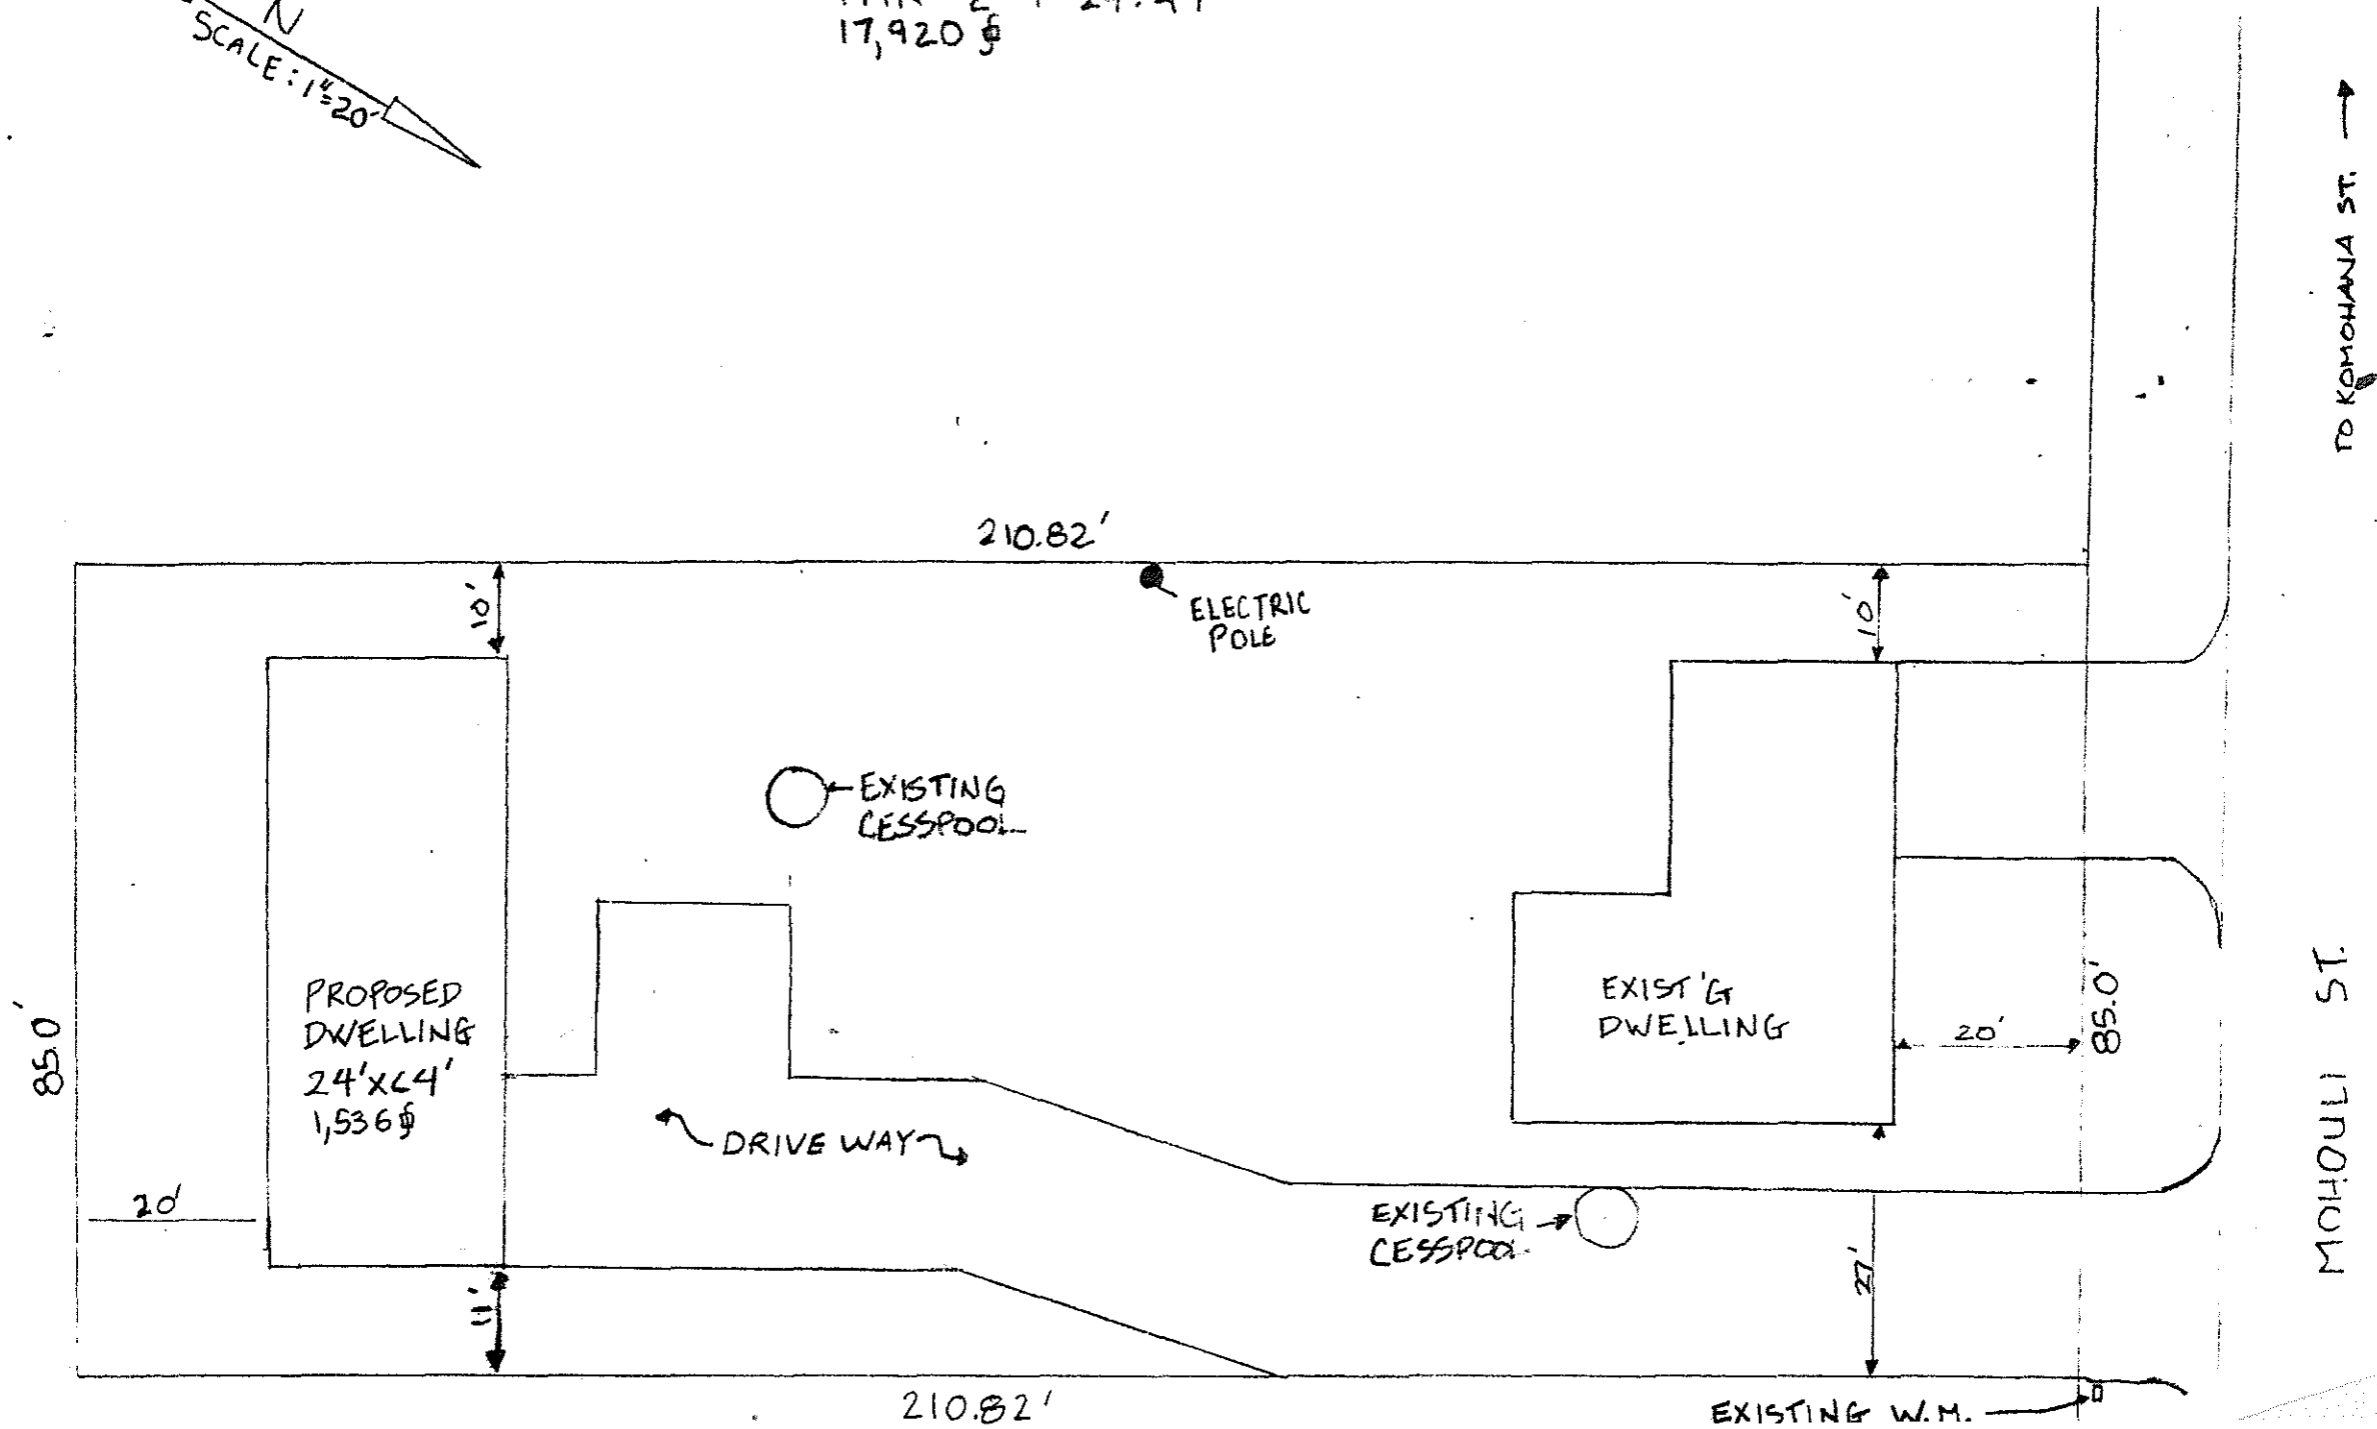 N
SCALE: 1"=20'
17,920 ⌀
TO KOMOHANA ST. →
210.82'
10'
ELECTRIC
POLE
10'
←EXISTING
CESSPOOL
PROPOSED
DWELLING
24'X64'
1,536⌀
EXIST'G
DWELLING
20'
85.0'
85.0'
MOHOULI ST.
DRIVE WAY
20'
EXISTING →
CESSPOOL
11'
27'
210.82'
EXISTING W.M.